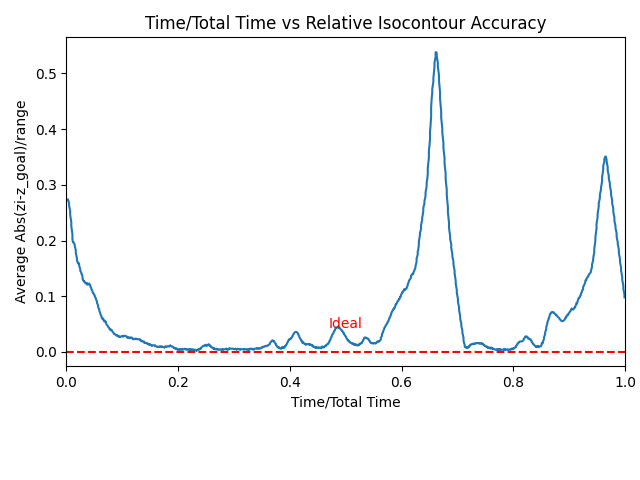 Time/Total Time vs Relative Isocontour Accuracy
Average Abs(zi-z_goal)/range
0.5
0.4
0.3
0.2
0.1
0.0
Ideal
0.0 0.2 0.4 0.6 0.8 1.0
Time/Total Time